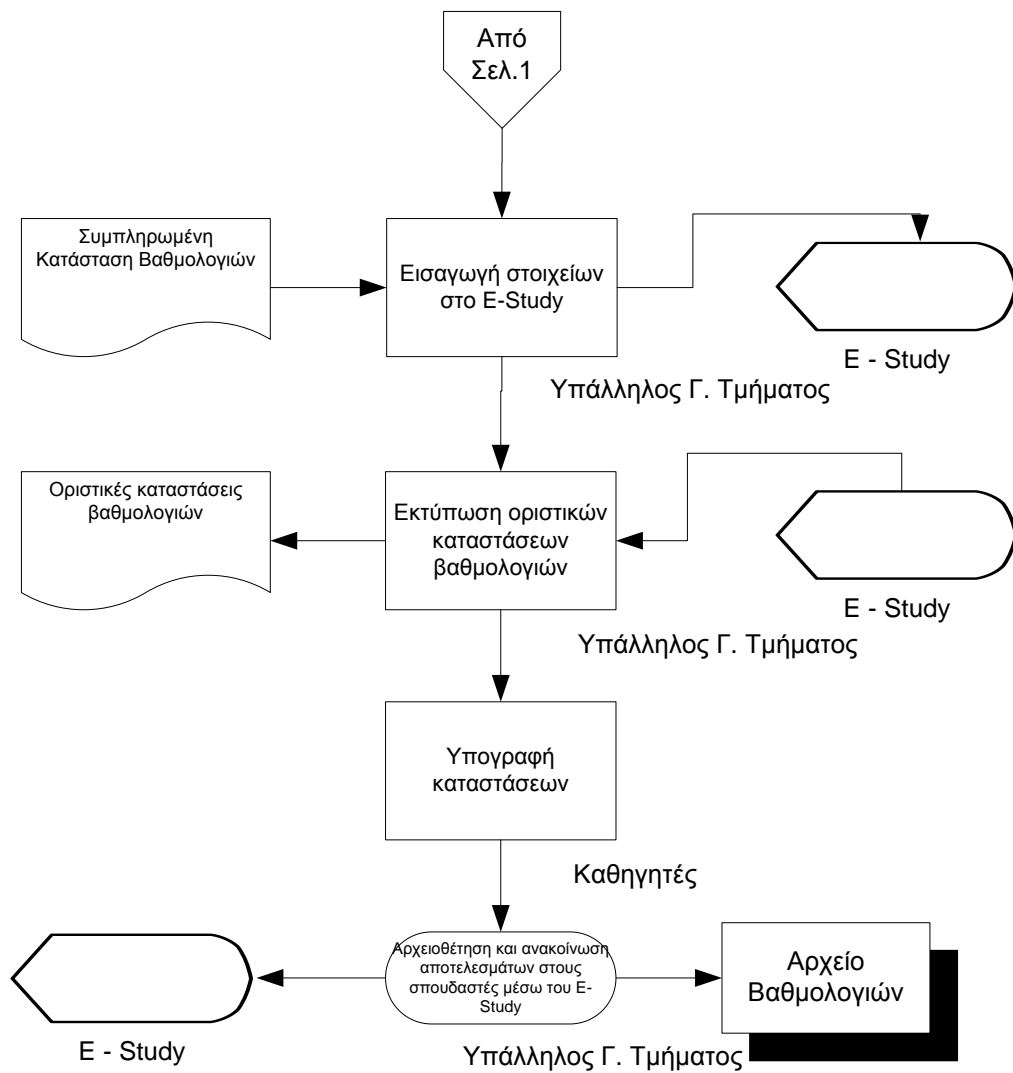 Από
Σελ.1
Συμπληρωμένη
Κατάσταση Βαθμολογιών
Εισαγωγή στοιχείων
στο E-Study
E - Study
Υπάλληλος Γ. Τμήματος
Οριστικές καταστάσεις
βαθμολογιών
Εκτύπωση οριστικών
καταστάσεων
βαθμολογιών
E - Study
Υπάλληλος Γ. Τμήματος
Υπογραφή
καταστάσεων
Καθηγητές
Αρχειοθέτηση και ανακοίνωση
αποτελεσμάτων στους
σπουδαστές μέσω του E-
Study
Αρχείο
Βαθμολογιών
E - Study
Υπάλληλος Γ. Τμήματος